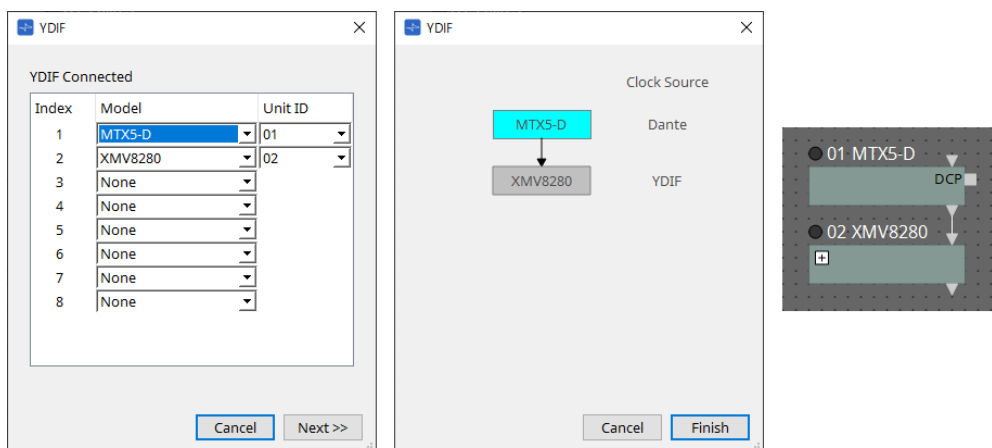 YDIF
YDIF Connected
Index Model Unit ID
1 MTX5-D 01
2 XMV8280 02
3 None
4 None
5 None
6 None
7 None
8 None
Cancel Next >>
YDIF
Clock Source
MTX5-D Dante
XMV8280 YDIF
Cancel Finish
01 MTX5-D
DCP
02 XMV8280